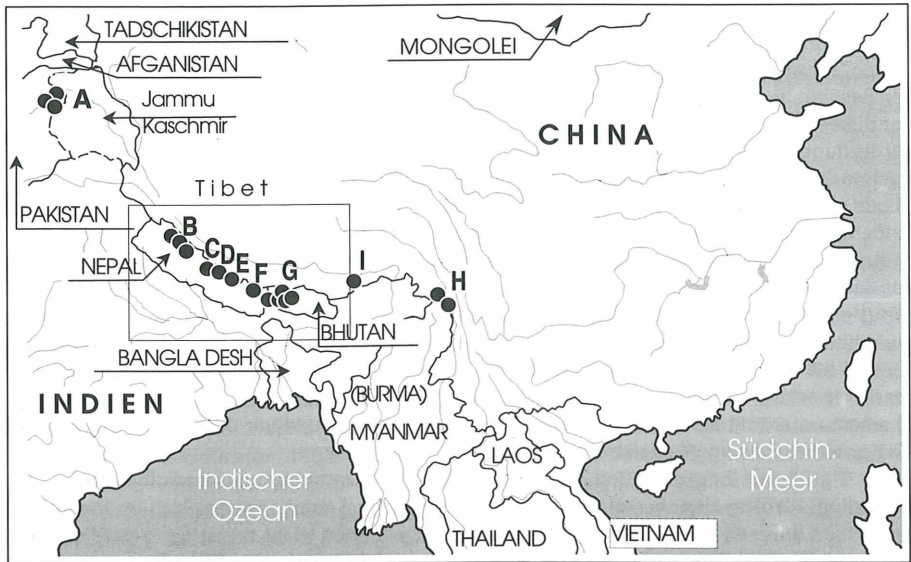 TADSCHIKISTAN
AFGANISTAN
MONGOLEI
A
Jammu
Kaschmir
CHINA
Tibet
PAKISTAN
B
NEPAL
C
D
E
F
G
I
H
BHUTAN
BANGLA DESH
(BURMA)
MYANMAR
INDIEN
LAOS
Südchin.
Meer
Indischer
Ozean
THAILAND
VIETNAM